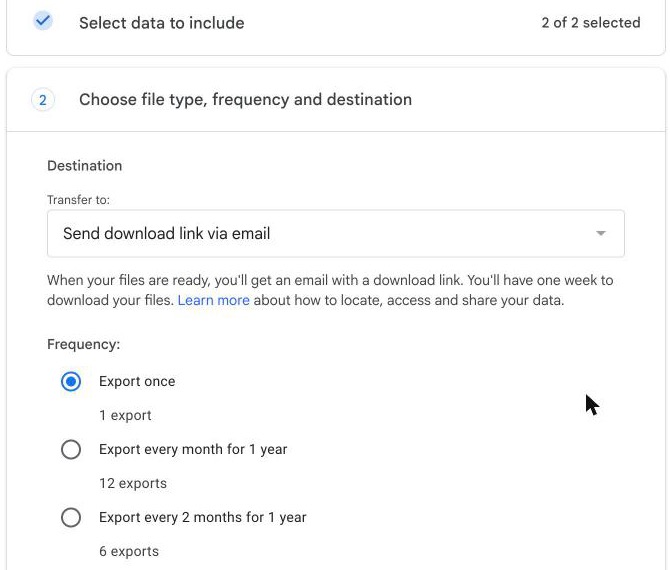 Select data to include
2 of 2 selected
2
Choose file type, frequency and destination
Destination
Transfer to:
Send download link via email
When your files are ready, you'll get an email with a download link. You'll have one week to
download your files. Learn more about how to locate, access and share your data.
Frequency:
Export once
1 export
Export every month for 1 year
12 exports
Export every 2 months for 1 year
6 exports